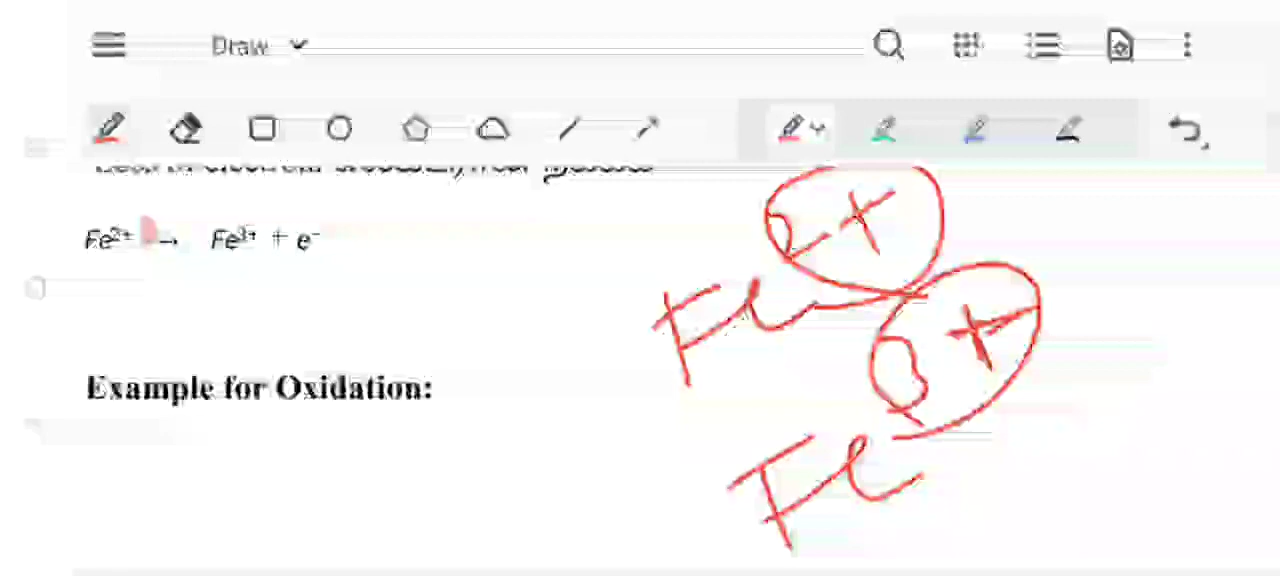 Draw
Fe²⁺ → Fe³⁺ + e⁻
Example for Oxidation:
2+
Fe
3+
Fe